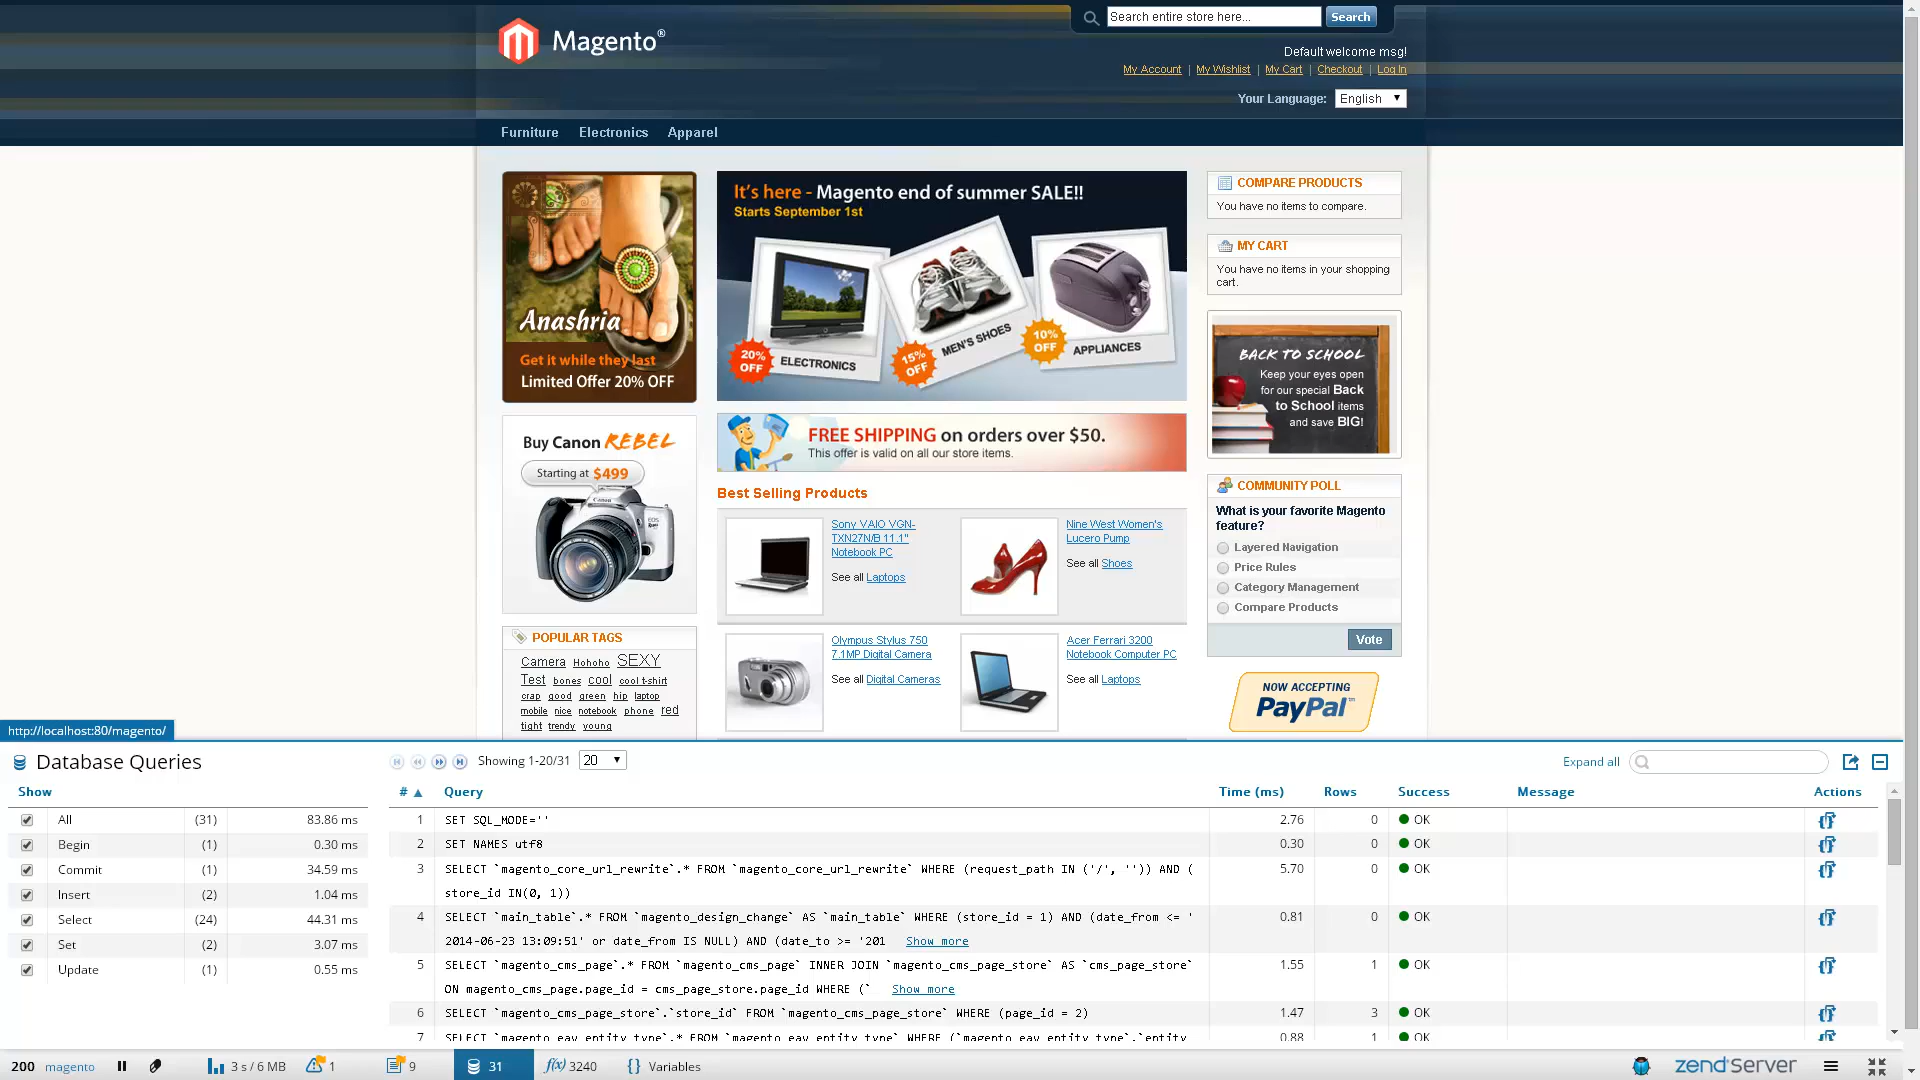 Magento®
Search entire store here...
Search
Default welcome msg!
My Account | My Wishlist | My Cart | Checkout | Log In
Your Language: English
Furniture Electronics Apparel
Anashria
Get it while they last
Limited Offer 20% OFF
It's here - Magento end of summer SALE!!
Starts September 1st
20% OFF
ELECTRONICS
15% OFF
MEN'S SHOES
10% OFF
APPLIANCES
COMPARE PRODUCTS
You have no items to compare.
MY CART
You have no items in your shopping
cart.
BACK TO SCHOOL
Keep your eyes open
for our special Back
to School items
and save BIG!
Buy Canon REBEL
Starting at $499
Canon
EOS
FREE SHIPPING on orders over $50.
This offer is valid on all our store items.
Best Selling Products
Sony VAIO VGN-
TXN27N/B 11.1"
Notebook PC
See all Laptops
Nine West Women's
Lucero Pump
See all Shoes
Olympus Stylus 750
7.1MP Digital Camera
See all Digital Cameras
Acer Ferrari 3200
Notebook Computer PC
See all Laptops
COMMUNITY POLL
What is your favorite Magento
feature?
Layered Navigation
Price Rules
Category Management
Compare Products
Vote
NOW ACCEPTING
PayPal
POPULAR TAGS
Camera Hohoho SEXY
Test bones cool cool t-shirt
crap good green hip laptop
mobile nice notebook phone red
tight trendy young
http://localhost:80/magento/
Database Queries
Showing 1-20/31 20
Expand all
Show
All (31) 83.86 ms
Begin (1) 0.30 ms
Commit (1) 34.59 ms
Insert (2) 1.04 ms
Select (24) 44.31 ms
Set (2) 3.07 ms
Update (1) 0.55 ms
# Query Time (ms) Rows Success Message Actions
1 SET SQL_MODE='' 2.76 0 OK
2 SET NAMES utf8 0.30 0 OK
3 SELECT `magento_core_url_rewrite`.* FROM `magento_core_url_rewrite` WHERE (request_path IN ('/', '')) AND ( 5.70 0 OK
store_id IN(0, 1))
4 SELECT `main_table`.* FROM `magento_design_change` AS `main_table` WHERE (store_id = 1) AND (date_from <= ' 0.81 0 OK
2014-06-23 13:09:51' or date_from IS NULL) AND (date_to >= '201 Show more
5 SELECT `magento_cms_page`.* FROM `magento_cms_page` INNER JOIN `magento_cms_page_store` AS `cms_page_store` 1.55 1 OK
ON magento_cms_page.page_id = cms_page_store.page_id WHERE (` Show more
6 SELECT `magento_cms_page_store`.`store_id` FROM `magento_cms_page_store` WHERE (page_id = 2) 1.47 3 OK
7 SELECT `magento_eav_entity_type`.* FROM `magento_eav_entity_type` WHERE (`magento_eav_entity_type`.`entity_ 0.88 1 OK
200 magento 3 s / 6 MB 1 9 31 f(x) 3240 {} Variables zendServer